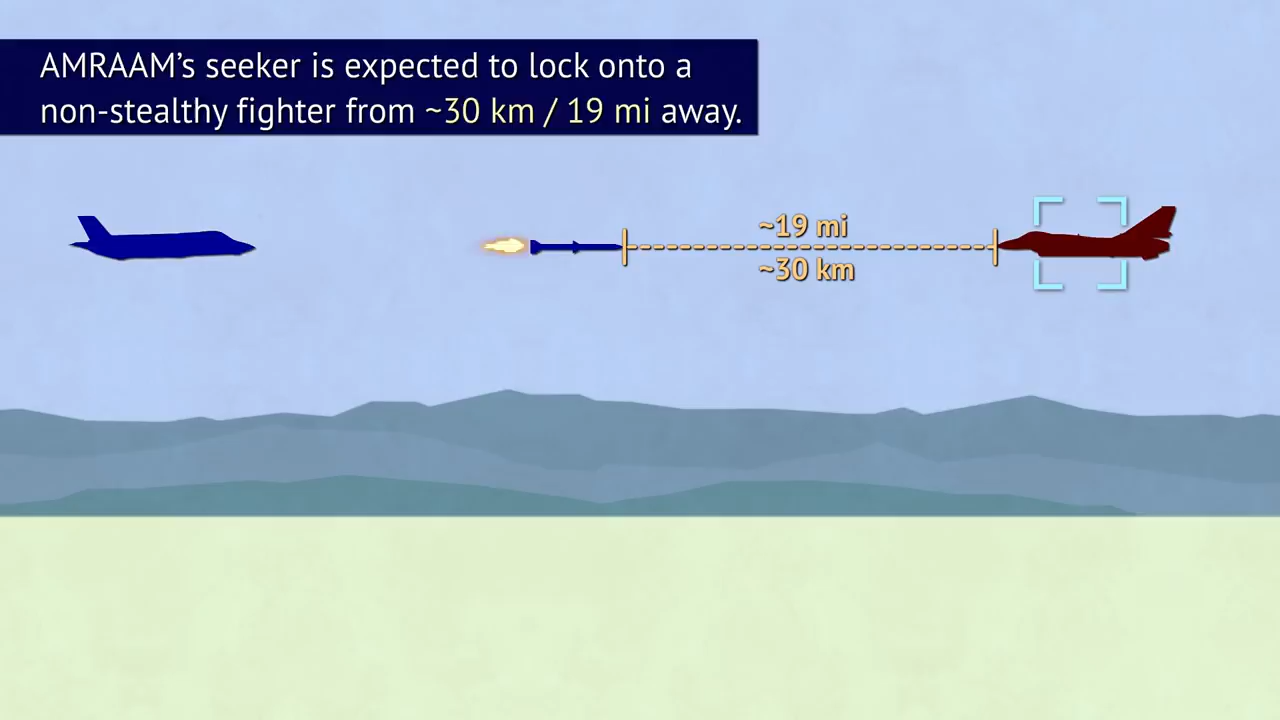 AMRAAM’s seeker is expected to lock onto a
non-stealthy fighter from ~30 km / 19 mi away.
~19 mi
~30 km